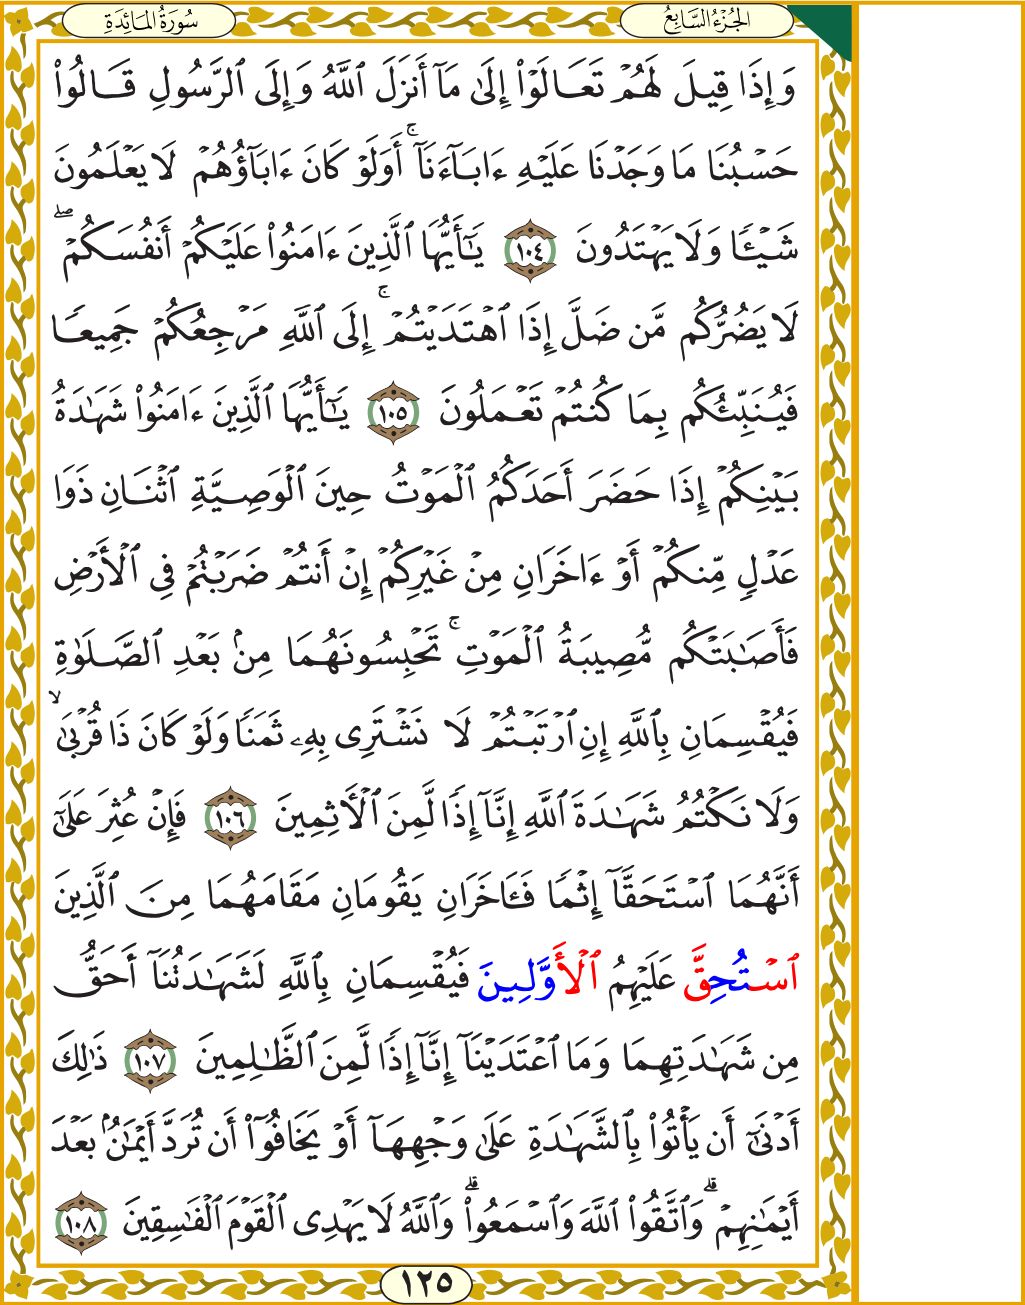 الجُزْءُ السَّابِعُ
سُورَةُ المَائِدَةِ
وَإِذَا قِيلَ لَهُمۡ تَعَالَوۡاْ إِلَىٰ مَآ أَنزَلَ ٱللَّهُ وَإِلَى ٱلرَّسُولِ قَالُواْ
حَسۡبُنَا مَا وَجَدۡنَا عَلَيۡهِ ءَابَآءَنَآۚ أَوَلَوۡ كَانَ ءَابَآؤُهُمۡ لَا يَعۡلَمُونَ
شَيۡـٔٗا وَلَا يَهۡتَدُونَ ١٠٤ يَٰٓأَيُّهَا ٱلَّذِينَ ءَامَنُواْ عَلَيۡكُمۡ أَنفُسَكُمۡۖ
لَا يَضُرُّكُم مَّن ضَلَّ إِذَا ٱهۡتَدَيۡتُمۡۚ إِلَى ٱللَّهِ مَرۡجِعُكُمۡ جَمِيعٗا
فَيُنَبِّئُكُم بِمَا كُنتُمۡ تَعۡمَلُونَ ١٠٥ يَٰٓأَيُّهَا ٱلَّذِينَ ءَامَنُواْ شَهَٰدَةُ
بَيۡنِكُمۡ إِذَا حَضَرَ أَحَدَكُمُ ٱلۡمَوۡتُ حِينَ ٱلۡوَصِيَّةِ ٱثۡنَانِ ذَوَا
عَدۡلٖ مِّنكُمۡ أَوۡ ءَاخَرَانِ مِنۡ غَيۡرِكُمۡ إِنۡ أَنتُمۡ ضَرَبۡتُمۡ فِي ٱلۡأَرۡضِ
فَأَصَٰبَتۡكُم مُّصِيبَةُ ٱلۡمَوۡتِۚ تَحۡبِسُونَهُمَا مِنۢ بَعۡدِ ٱلصَّلَوٰةِ
فَيُقۡسِمَانِ بِٱللَّهِ إِنِ ٱرۡتَبۡتُمۡ لَا نَشۡتَرِي بِهِۦ ثَمَنٗا وَلَوۡ كَانَ ذَا قُرۡبَىٰۙ
وَلَا نَكۡتُمُ شَهَٰدَةَ ٱللَّهِ إِنَّآ إِذٗا لَّمِنَ ٱلۡأٓثِمِينَ ١٠٦ فَإِنۡ عُثِرَ عَلَىٰٓ
أَنَّهُمَا ٱسۡتَحَقَّآ إِثۡمٗا فَـَٔاخَرَانِ يَقُومَانِ مَقَامَهُمَا مِنَ ٱلَّذِينَ
ٱسۡتُحِقَّ عَلَيۡهِمُ ٱلۡأَوَّلِينَ فَيُقۡسِمَانِ بِٱللَّهِ لَشَهَٰدَتُنَآ أَحَقُّ
مِن شَهَٰدَتِهِمَا وَمَا ٱعۡتَدَيۡنَآ إِنَّآ إِذٗا لَّمِنَ ٱلظَّٰلِمِينَ ١٠٧ ذَٰلِكَ
أَدۡنَىٰٓ أَن يَأۡتُواْ بِٱلشَّهَٰدَةِ عَلَىٰ وَجۡهِهَآ أَوۡ يَخَافُوٓاْ أَن تُرَدَّ أَيۡمَٰنُۢ بَعۡدَ
أَيۡمَٰنِهِمۡۗ وَٱتَّقُواْ ٱللَّهَ وَٱسۡمَعُواْۗ وَٱللَّهُ لَا يَهۡدِي ٱلۡقَوۡمَ ٱلۡفَٰسِقِينَ ١٠٨
١٢٥